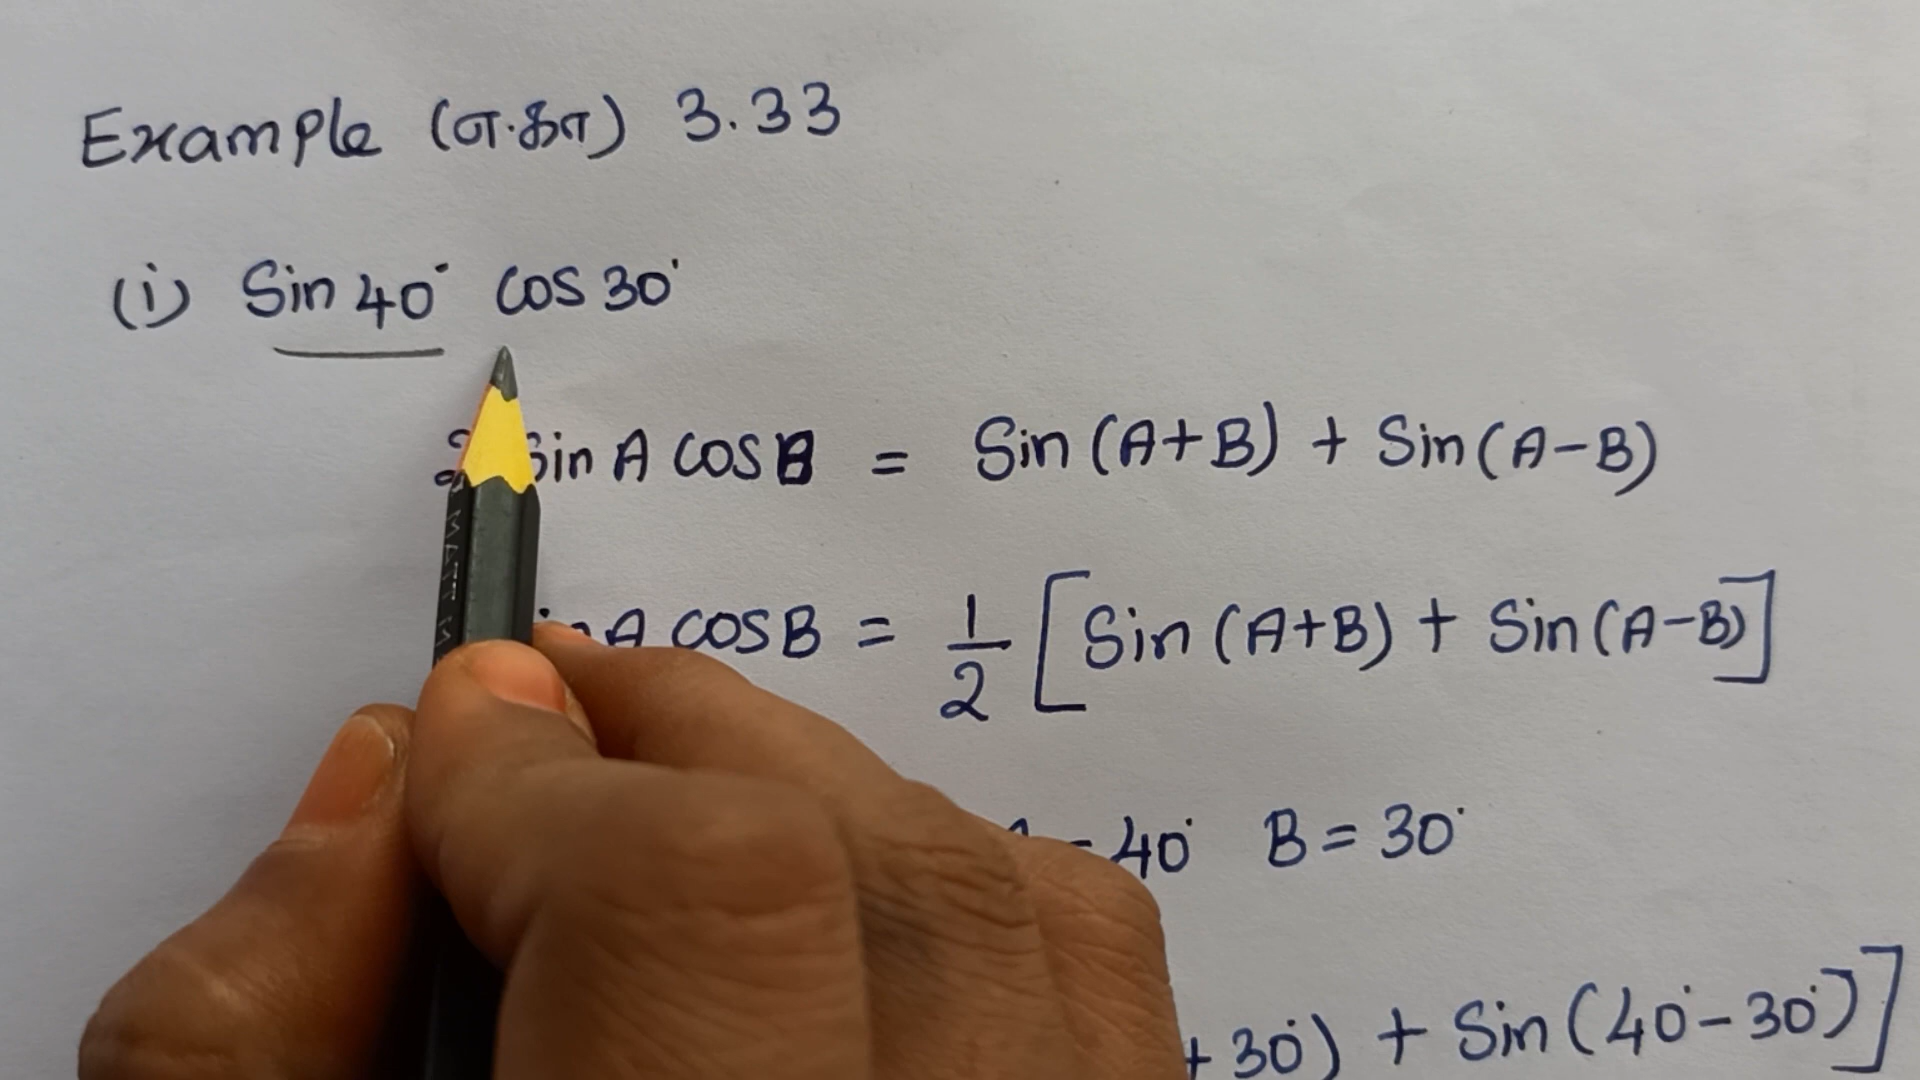 Example (எ.கா) 3.33
(i) Sin 40° cos 30°
2 Sin A cos B = Sin (A+B) + Sin (A-B)
A cos B = 1/2 [Sin (A+B) + Sin (A-B)]
= 40° B = 30°
+ 30°) + Sin (40° - 30°)]